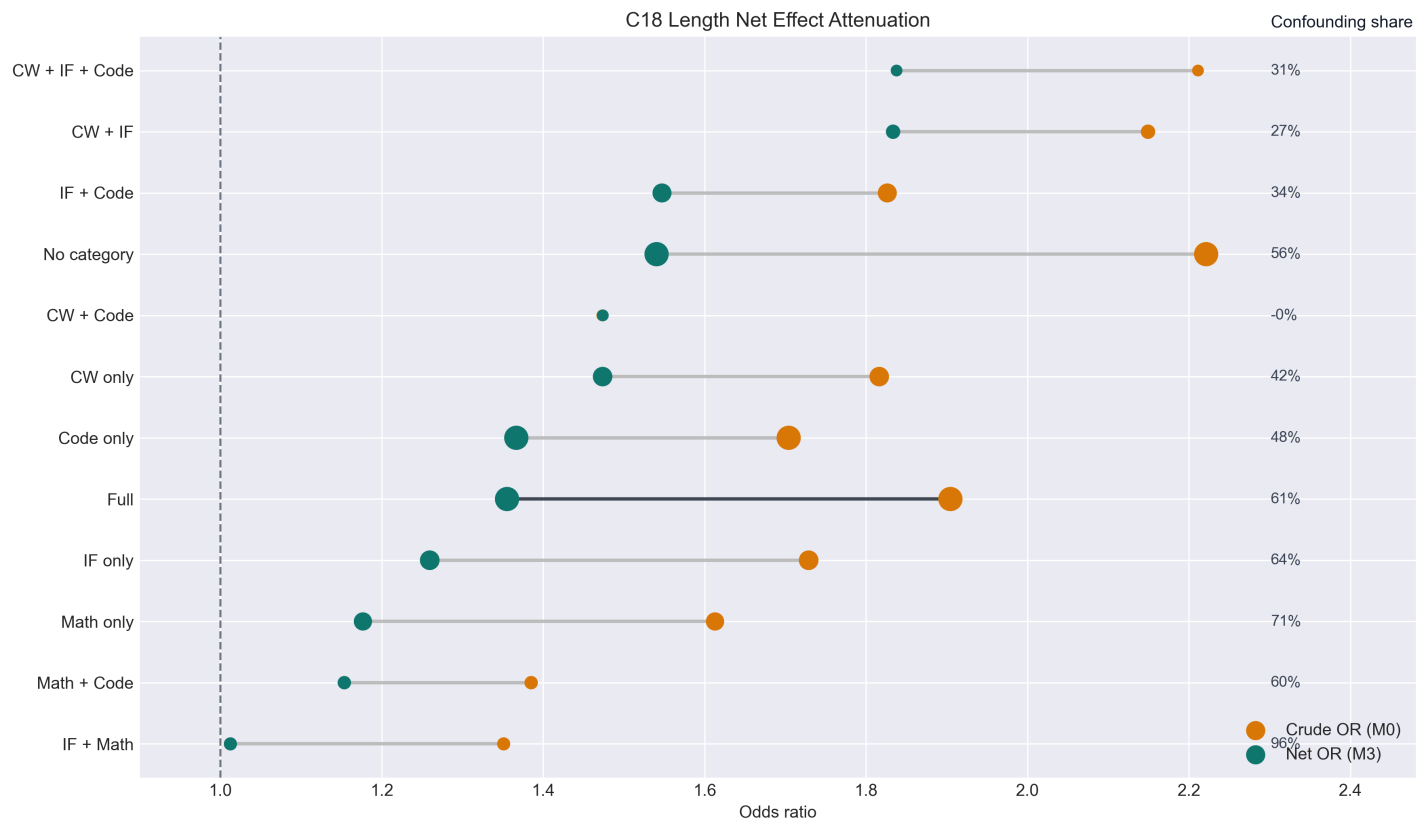 C18 Length Net Effect Attenuation
Confounding share
CW + IF + Code
31%
CW + IF
27%
IF + Code
34%
No category
56%
CW + Code
-0%
CW only
42%
Code only
48%
Full
61%
IF only
64%
Math only
71%
Math + Code
60%
IF + Math
96%
Crude OR (M0)
Net OR (M3)
1.0 1.2 1.4 1.6 1.8 2.0 2.2 2.4
Odds ratio